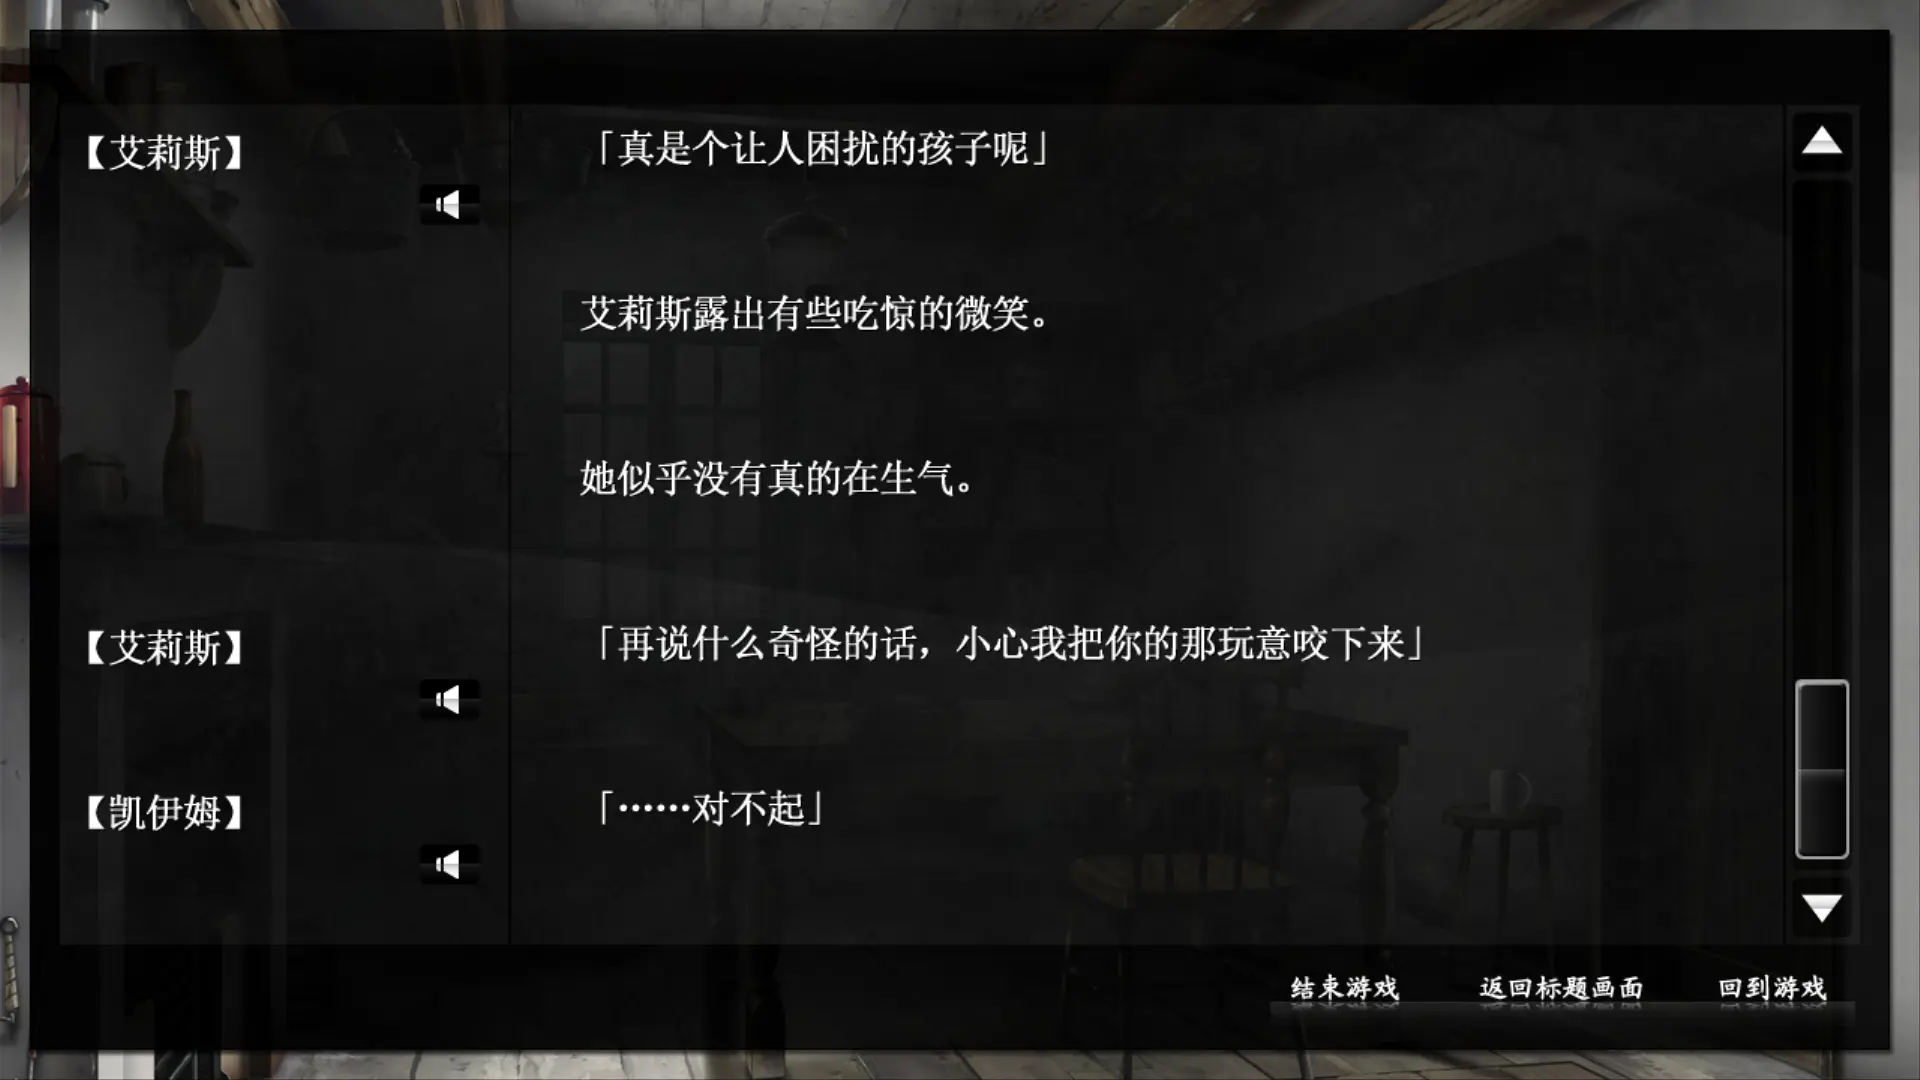 【艾莉斯】
「真是个让人困扰的孩子呢」
艾莉斯露出有些吃惊的微笑。
她似乎没有真的在生气。
【艾莉斯】
「再说什么奇怪的话，小心我把你的那玩意咬下来」
【凯伊姆】
「……对不起」
结束游戏 返回标题画面 回到游戏